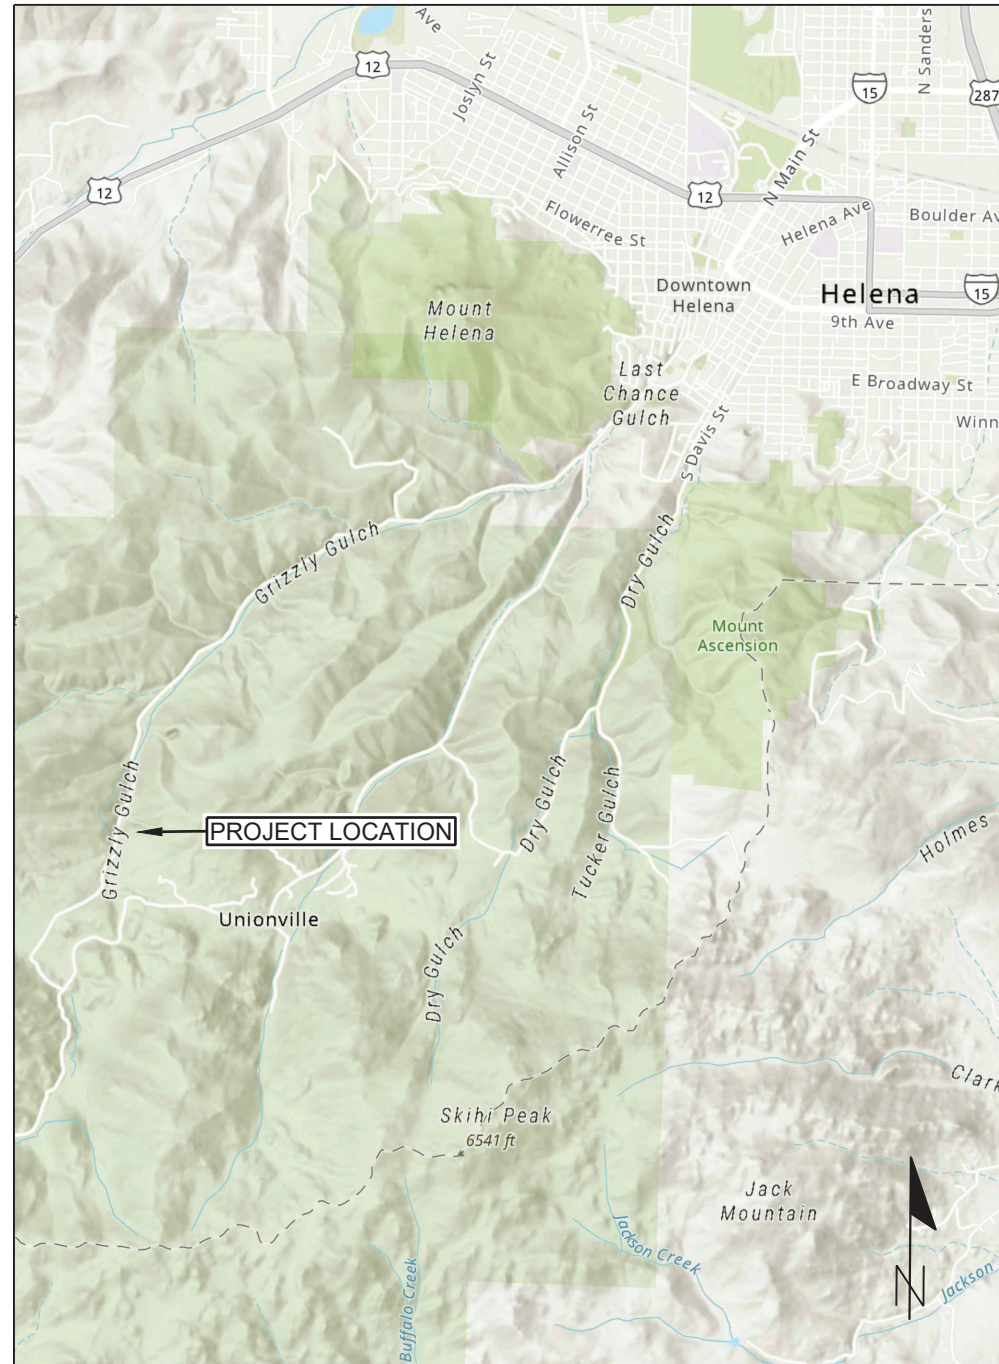 Ave
N Sanders
12
Joslyn St
15
287
Allison St
N Main St
12
12
Flowerree St
Helena Ave
Boulder Av
Downtown
Helena
Helena
15
Mount
Helena
9th Ave
Last
Chance
Gulch
E Broadway St
Winn
S Davis St
Grizzly Gulch
Dry Gulch
Mount
Ascension
Grizzly Gulch
PROJECT LOCATION
Dry Gulch
Tucker Gulch
Holmes
Unionville
Dry Gulch
Clark
Skihi Peak
6541 ft
Jack
Mountain
Jackson Creek
Buffalo Creek
Jackson
N